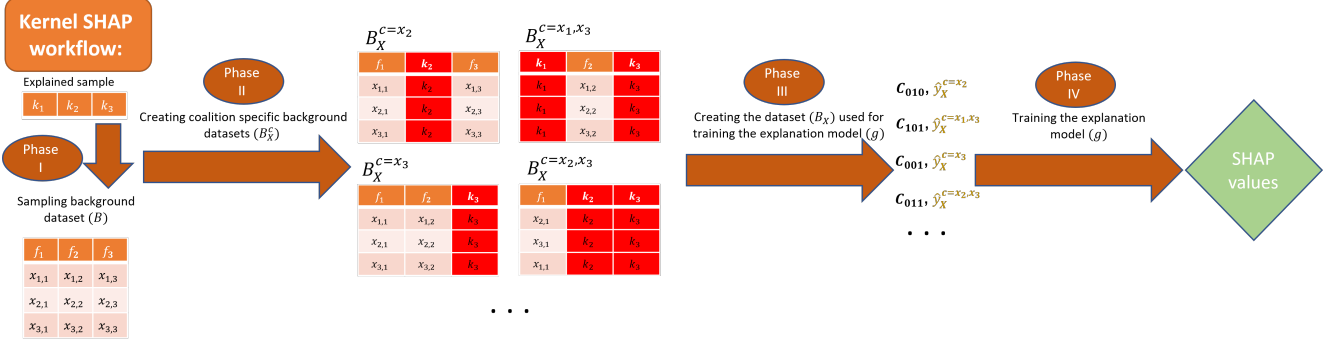 Kernel SHAP
workflow:
Explained sample
k₁ k₂ k₃
Phase
I
Sampling background
dataset (B)
f₁ f₂ f₃
x₁,₁ x₁,₂ x₁,₃
x₂,₁ x₂,₂ x₂,₃
x₃,₁ x₃,₂ x₃,₃
Phase
II
Creating coalition specific background
datasets (B_X^c)
B_X^{c=x₂}
f₁ k₂ f₃
x₁,₁ k₂ x₁,₃
x₂,₁ k₂ x₂,₃
x₃,₁ k₂ x₃,₃
B_X^{c=x₁,x₃}
k₁ f₂ k₃
k₁ x₁,₂ k₃
k₁ x₂,₂ k₃
k₁ x₃,₂ k₃
B_X^{c=x₃}
f₁ f₂ k₃
x₁,₁ x₁,₂ k₃
x₂,₁ x₂,₂ k₃
x₃,₁ x₃,₂ k₃
B_X^{c=x₂,x₃}
f₁ k₂ k₃
x₂,₁ k₂ k₃
x₃,₁ k₂ k₃
x₁,₁ k₂ k₃
. . .
Phase
III
Creating the dataset (B_X) used for
training the explanation model (g)
C₀₁₀, ŷ_X^{c=x₂}
C₁₀₁, ŷ_X^{c=x₁,x₃}
C₀₀₁, ŷ_X^{c=x₃}
C₀₁₁, ŷ_X^{c=x₂,x₃}
. . .
Phase
IV
Training the explanation
model (g)
SHAP
values